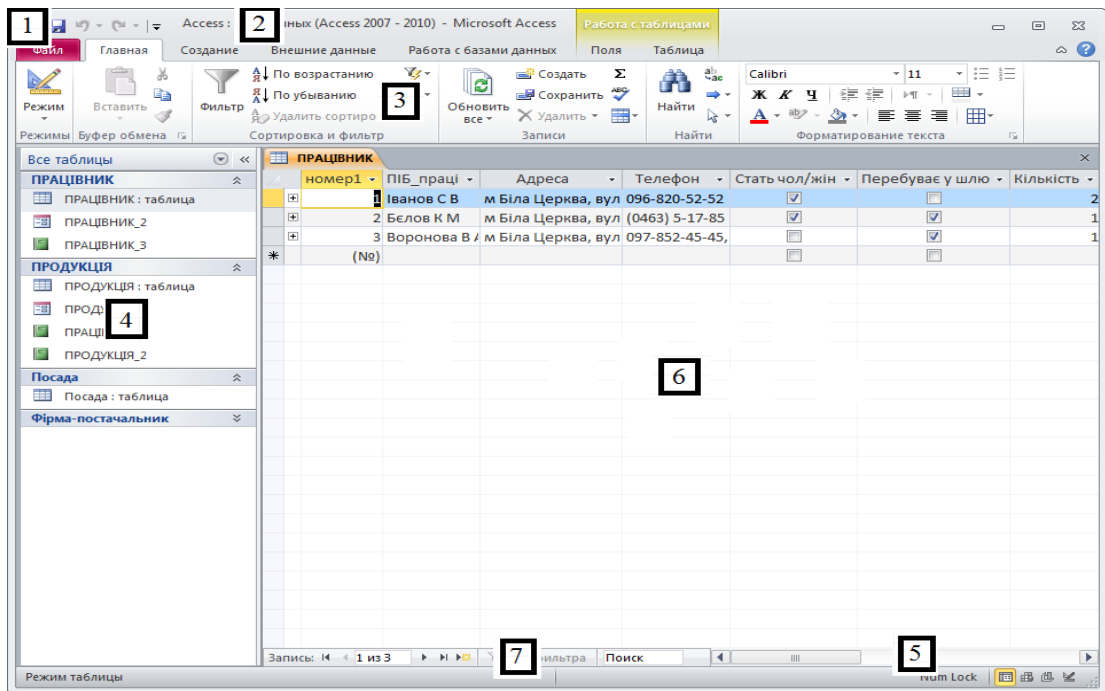 1 Access : 2 нных (Access 2007 - 2010) - Microsoft Access Работа с таблицами
Файл Главная Создание Внешние данные Работа с базами данных Поля Таблица
Режим Вставить Фильтр По возрастанию По убыванию Удалить сортиро 3 Обновить все Создать Сохранить Удалить Найти Calibri 11
Ж К Ч
Режимы Буфер обмена Сортировка и фильтр Записи Найти Форматирование текста
Все таблицы
ПРАЦІВНИК
ПРАЦІВНИК : таблица
ПРАЦІВНИК_2
ПРАЦІВНИК_3
ПРОДУКЦІЯ
ПРОДУКЦІЯ : таблица
ПРОД
ПРАЦІ
4
ПРОДУКЦІЯ_2
Посада
Посада : таблица
Фірма-постачальник
ПРАЦІВНИК
номер1 ПІБ_праці Адреса Телефон Стать чол/жін Перебуває у шлю Кількість
1 Іванов С В м Біла Церква, вул 096-820-52-52 2
2 Бєлов К М м Біла Церква, вул (0463) 5-17-85 1
3 Воронова В А м Біла Церква, вул 097-852-45-45, 1
(№)
6
Запись: 1 из 3 7 ильтра Поиск
5
Режим таблицы Num Lock